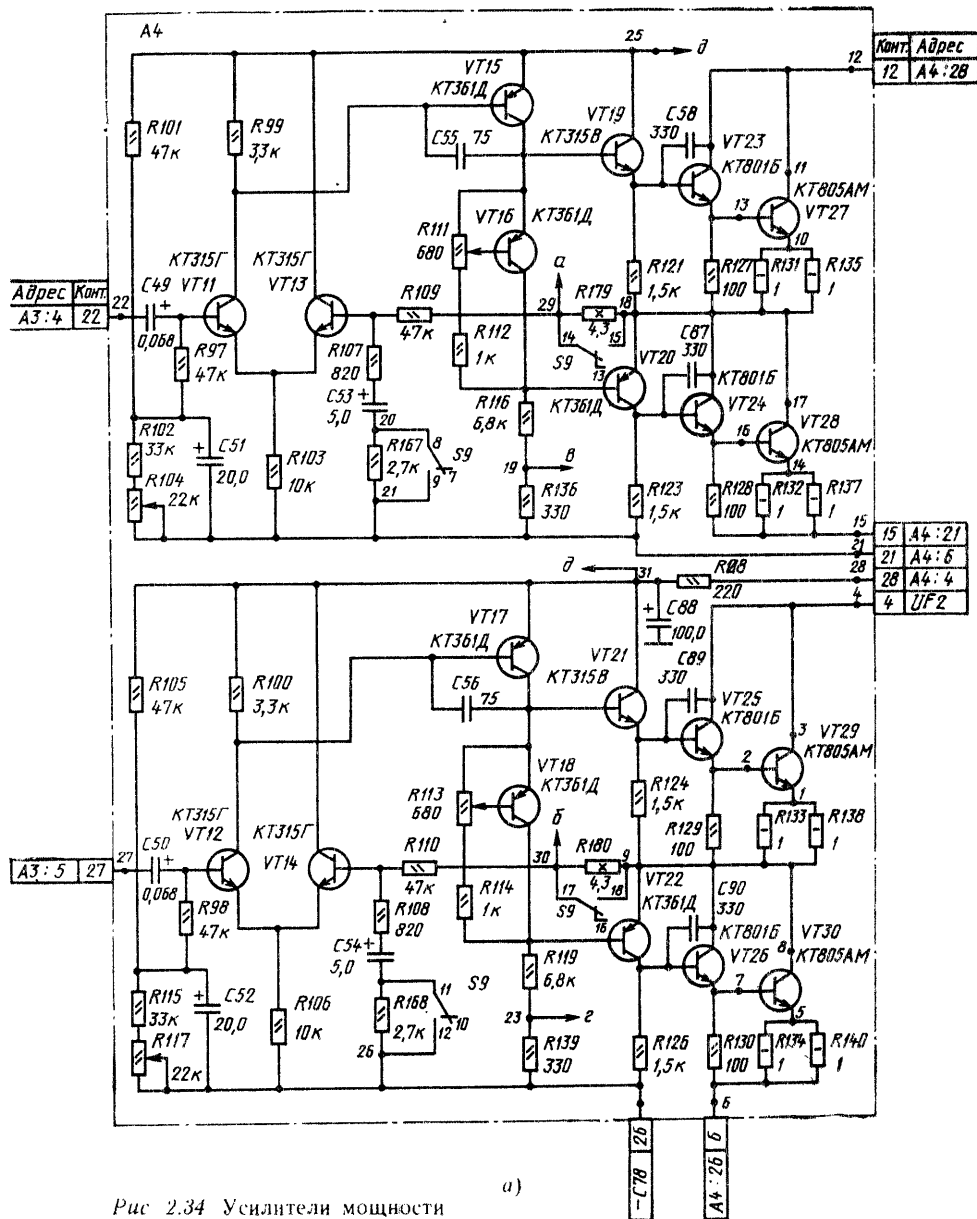 А4
25
д
Конт. Адрес
12
12 А4:28
VT15
КТ361Д
R101
47к
R99
3,3к
C55 75
VT19
КТ315В
C58
330
VT23
КТ801Б
11
КТ805АМ
VT27
13
10
R111
680
VT16
КТ361Д
R121
1,5к
R127
100
R131
1
R135
1
Адрес Конт.
А3:4 22
22
C49
+
0,068
КТ315Г
VT11
КТ315Г
VT13
R109
47к
а
29
R179
4,3
18
14
15
S9
13
R97
47к
R107
820
R112
1к
C87
330
VT20
КТ361Д
КТ801Б
VT24
17
VT28
КТ805АМ
16
14
C53 +
5,0
20
R116
6,8к
R102
33к
+
C51
20,0
R103
10к
R167
2,7к
8
9 7
S9
21
19
в
R104
22к
R136
330
R123
1,5к
R128
100
R132
1
R137
1
15
15 А4:21
21
21 А4:6
28
28 А4:4
4
4 UF2
д
31
R08
220
+
C88
100,0
VT17
КТ361Д
VT21
КТ315В
C89
330
R105
47к
R100
3,3к
C56 75
VT25
КТ801Б
3
VT29
КТ805АМ
2
1
R113
680
VT18
КТ361Д
R124
1,5к
R129
100
R133
1
R138
1
А3:5 27
27
C50
+
0,068
КТ315Г
VT12
КТ315Г
VT14
R110
47к
б
30
R180
4,3
9
17
18
S9
16
R98
47к
R108
820
R114
1к
VT22
КТ361Д
C90
330
КТ801Б
VT26
8
VT30
КТ805АМ
7
5
C54 +
5,0
R119
6,8к
R115
33к
+
C52
20,0
R106
10к
R168
2,7к
11
12 10
S9
26
23
г
R117
22к
R139
330
R126
1,5к
R130
100
R134
1
R140
1
6
26
-С78
6
А4:26
а)
Рис 2.34 Усилители мощности